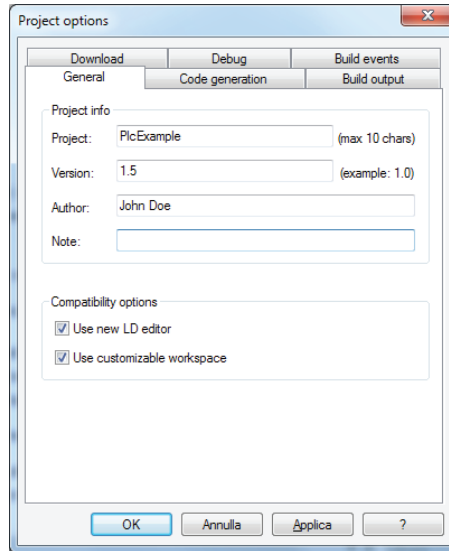 Project options
Download Debug Build events
General Code generation Build output
Project info
Project: PlcExample (max 10 chars)
Version: 1.5 (example: 1.0)
Author: John Doe
Note:
Compatibility options
Use new LD editor
Use customizable workspace
OK Annulla Applica ?